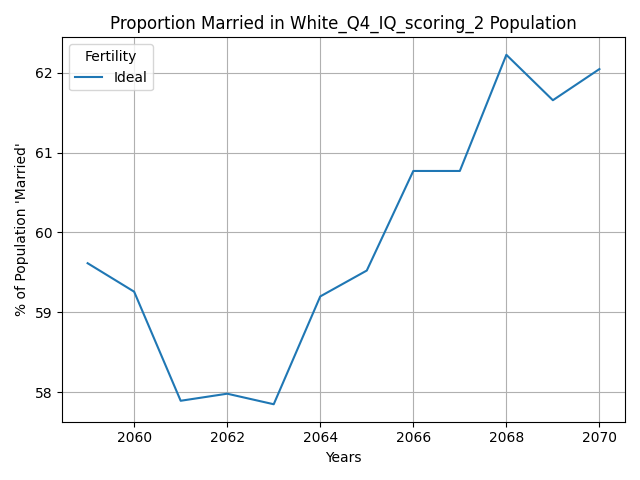 Proportion Married in White_Q4_IQ_scoring_2 Population
Fertility
Ideal
% of Population 'Married'
62
61
60
59
58
2060
2062
2064
2066
2068
2070
Years